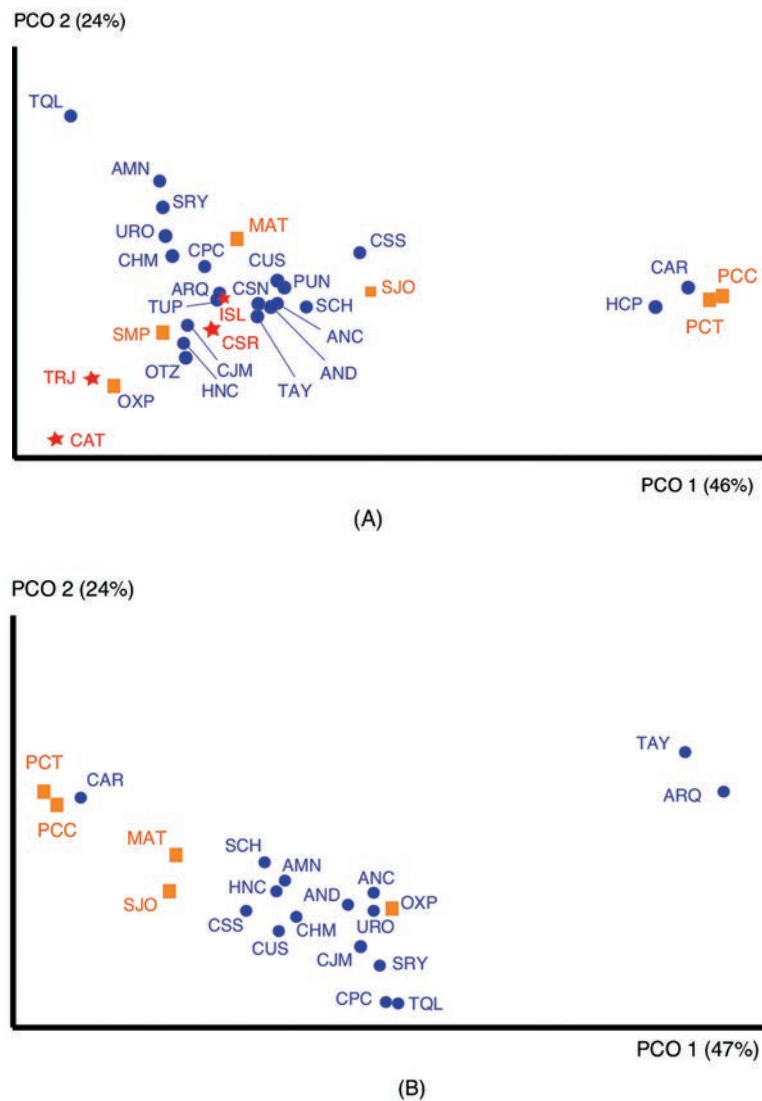 PCO 2 (24%)
TQL
AMN
SRY
URO
MAT
CHM
CPC
CSS
CUS
ARQ
CSN
PUN
SJO
CAR
PCC
TUP
ISL
SCH
HCP
PCT
SMP
CSR
ANC
OTZ
CJM
AND
TRJ
OXP
HNC
TAY
CAT
PCO 1 (46%)
(A)
PCO 2 (24%)
TAY
PCT
CAR
ARQ
PCC
MAT
SCH
AMN
ANC
HNC
AND
OXP
SJO
CSS
CHM
URO
CUS
CJM
SRY
CPC
TQL
PCO 1 (47%)
(B)